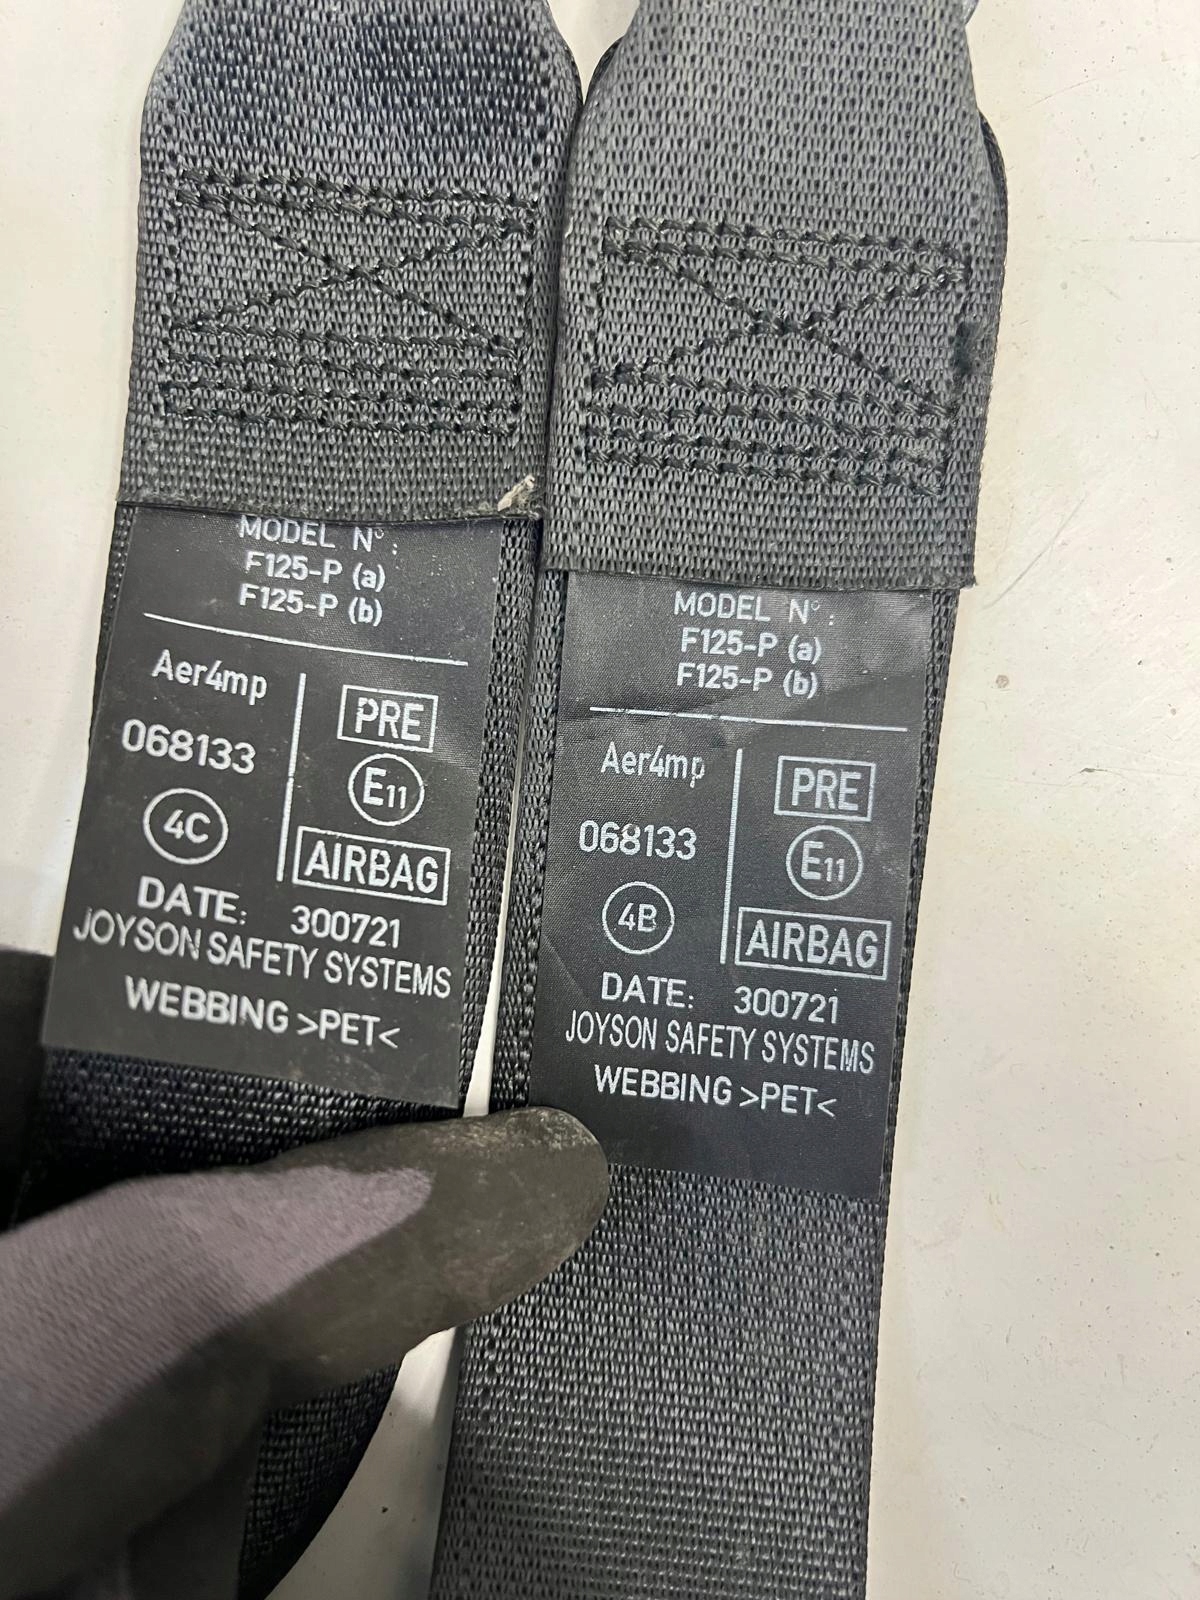 MODEL N° :
F125-P (a)
F125-P (b)
Aer4mp
PRE
068133
E11
4C
AIRBAG
DATE: 300721
JOYSON SAFETY SYSTEMS
WEBBING >PET<
MODEL N° :
F125-P (a)
F125-P (b)
Aer4mp
PRE
068133
E11
4B
AIRBAG
DATE: 300721
JOYSON SAFETY SYSTEMS
WEBBING >PET<